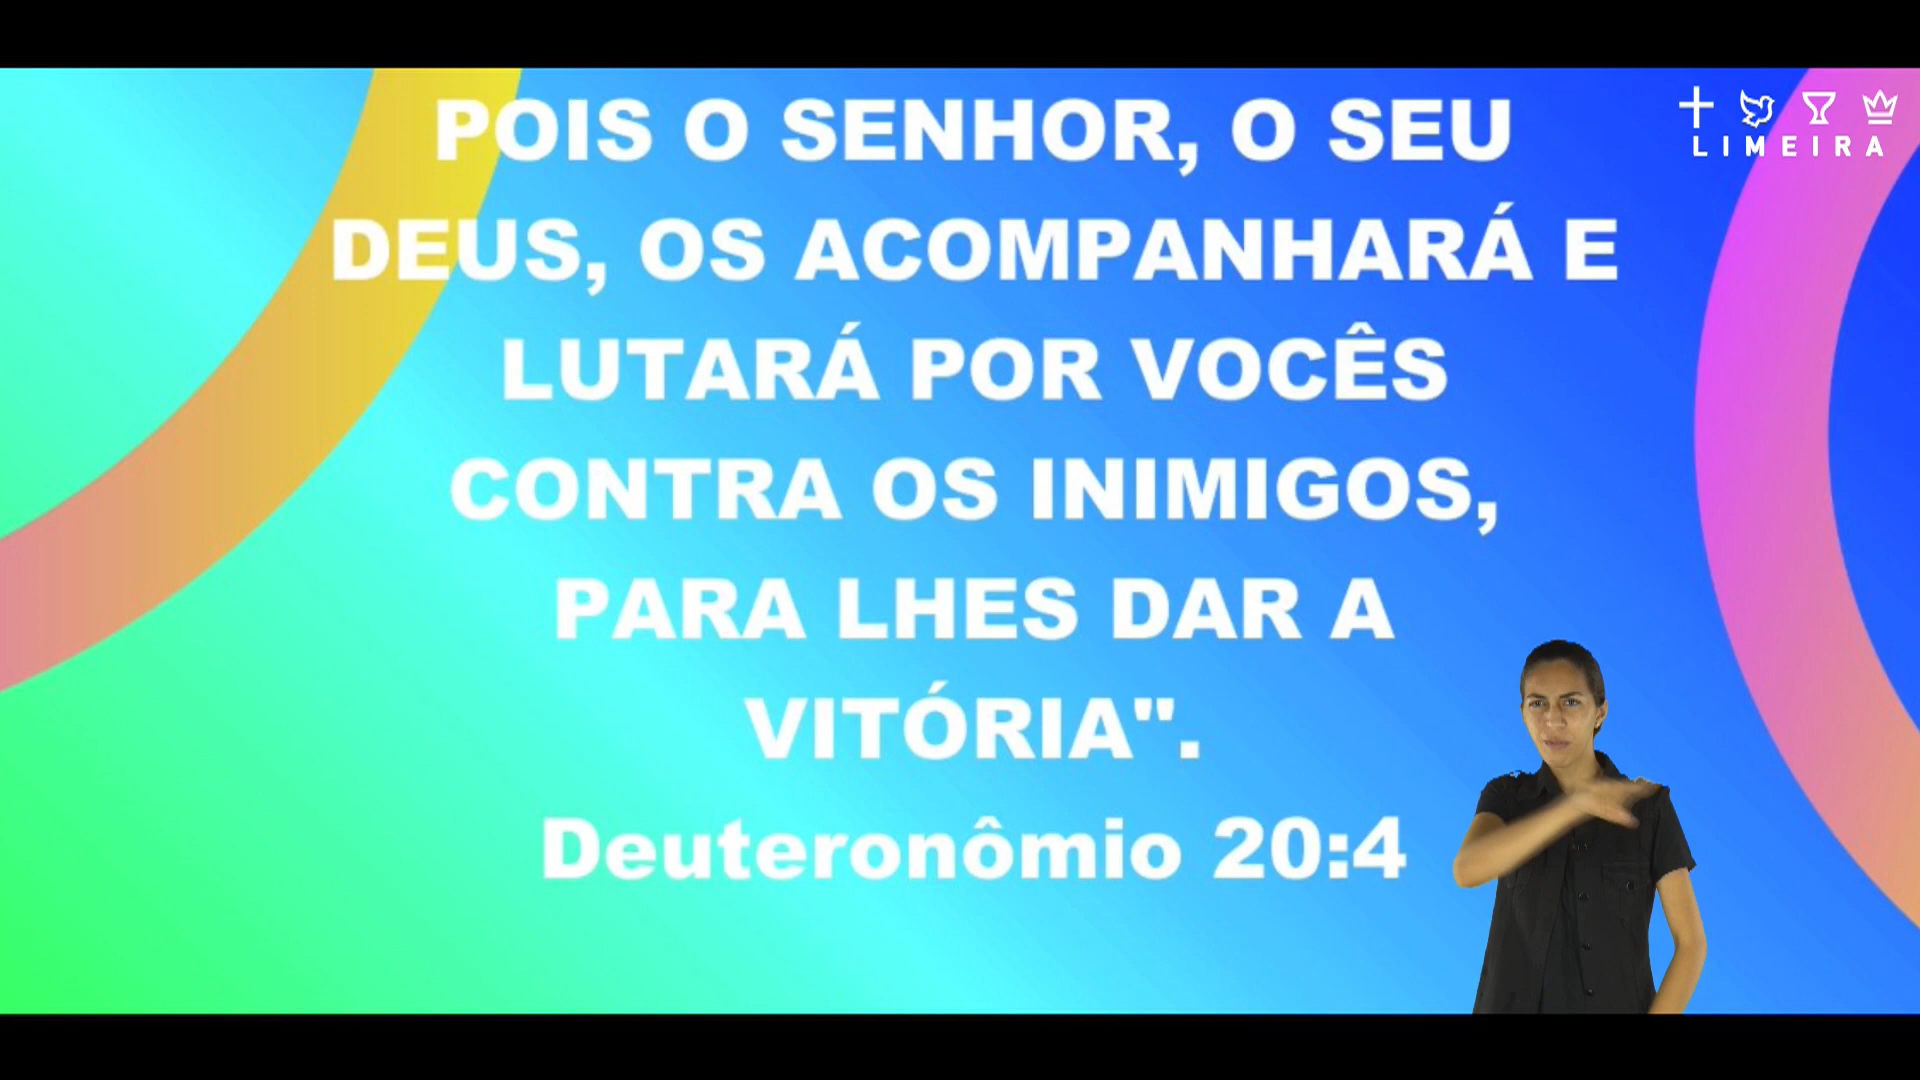 POIS O SENHOR, O SEU
DEUS, OS ACOMPANHARÁ E
LUTARÁ POR VOCÊS
CONTRA OS INIMIGOS,
PARA LHES DAR A
VITÓRIA".
Deuteronômio 20:4
LIMEIRA